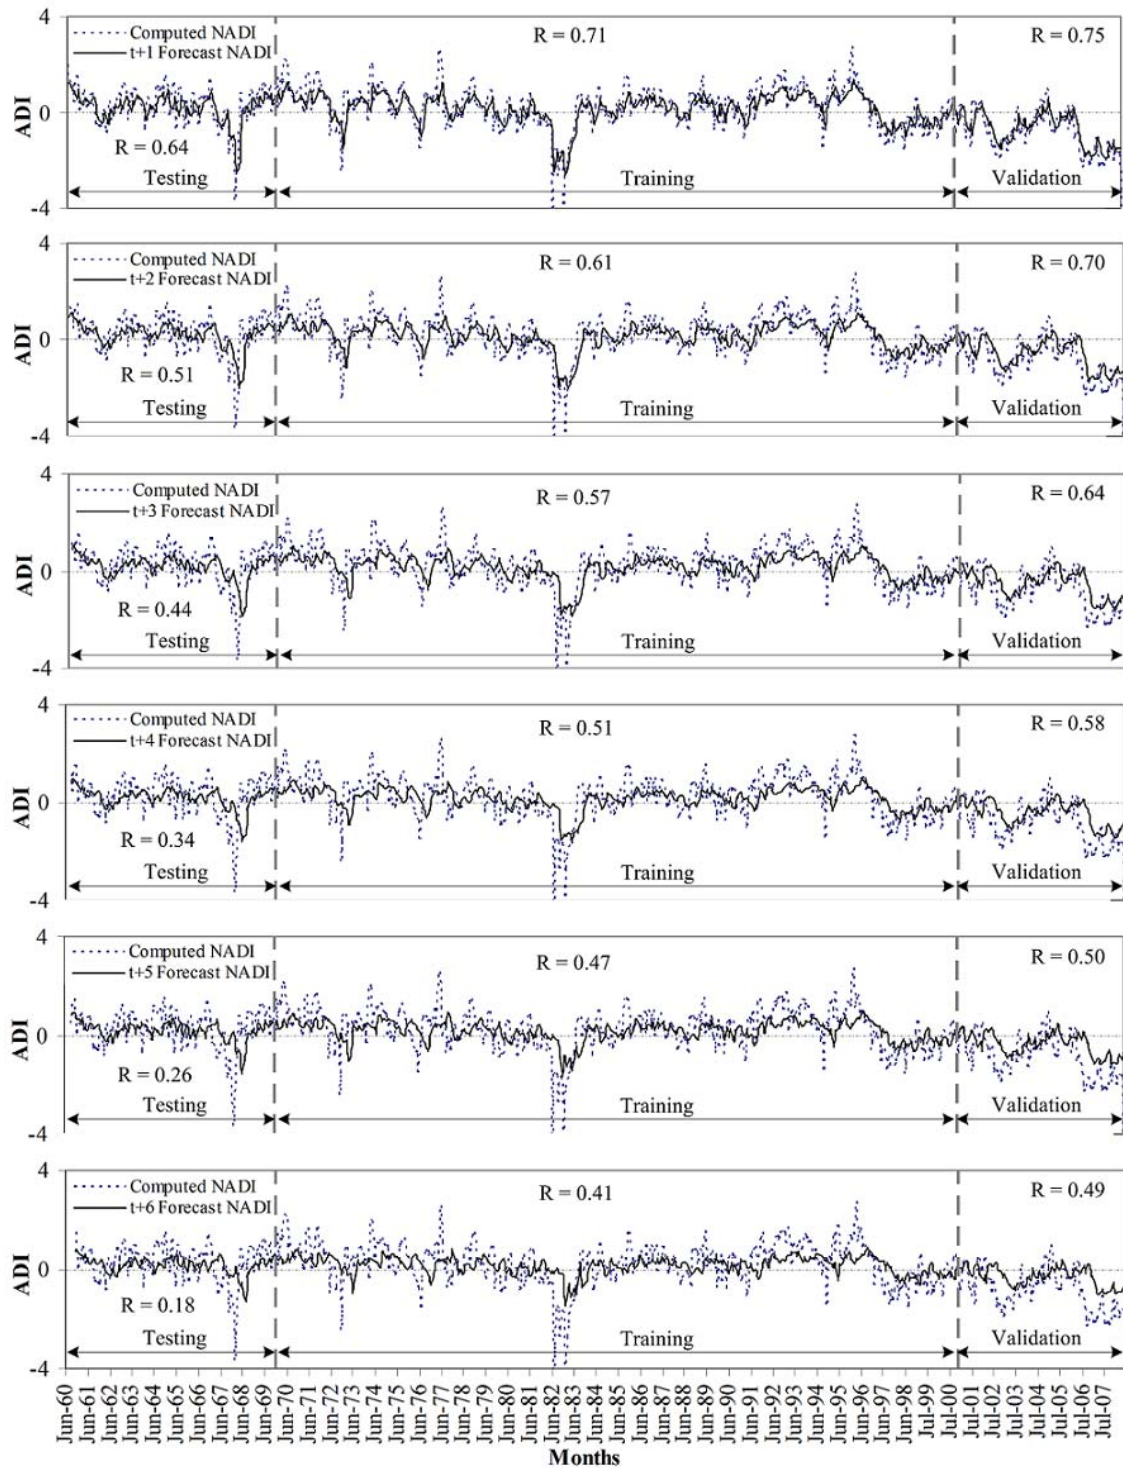 4
Computed NADI
t+1 Forecast NADI
R = 0.71
R = 0.75
ADI
0
R = 0.64
Testing
Training
Validation
-4
4
Computed NADI
t+2 Forecast NADI
R = 0.61
R = 0.70
ADI
0
R = 0.51
Testing
Training
Validation
-4
4
Computed NADI
t+3 Forecast NADI
R = 0.57
R = 0.64
ADI
0
R = 0.44
Testing
Training
Validation
-4
4
Computed NADI
t+4 Forecast NADI
R = 0.51
R = 0.58
ADI
0
R = 0.34
Testing
Training
Validation
-4
4
Computed NADI
t+5 Forecast NADI
R = 0.47
R = 0.50
ADI
0
R = 0.26
Testing
Training
Validation
-4
4
Computed NADI
t+6 Forecast NADI
R = 0.41
R = 0.49
ADI
0
R = 0.18
Testing
Training
Validation
-4
Jun-60
Jun-61
Jun-62
Jun-63
Jun-64
Jun-65
Jun-66
Jun-67
Jun-68
Jun-69
Jun-70
Jun-71
Jun-72
Jun-73
Jun-74
Jun-75
Jun-76
Jun-77
Jun-78
Jun-79
Jun-80
Jun-81
Jun-82
Jun-83
Jun-84
Jun-85
Jun-86
Jun-87
Jun-88
Jun-89
Jun-90
Jun-91
Jun-92
Jun-93
Jun-94
Jun-95
Jun-96
Jun-97
Jun-98
Jun-99
Jul-00
Jul-01
Jul-02
Jul-03
Jul-04
Jul-05
Jul-06
Jul-07
Months